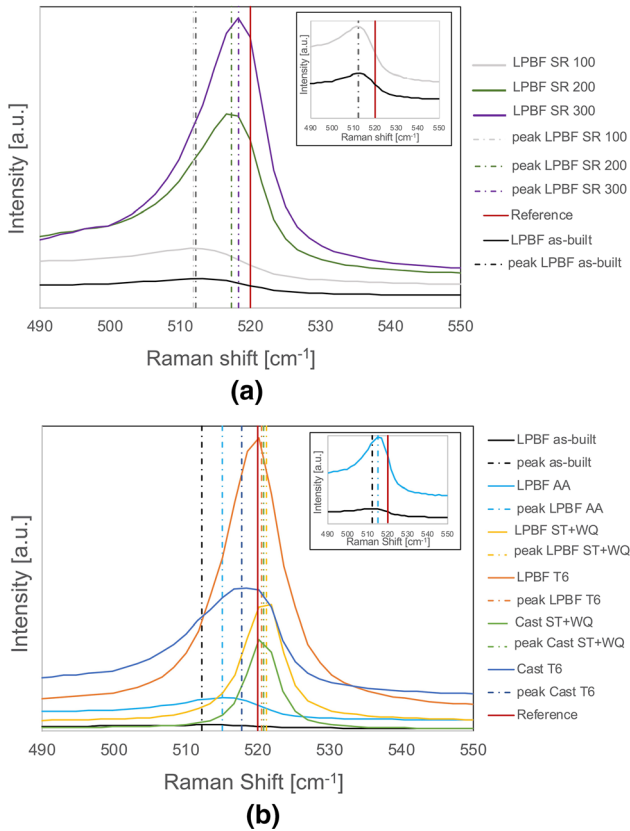 Intensity [a.u.]
490 500 510 520 530 540 550
Raman shift [cm-1]
Intensity [a.u.]
490 500 510 520 530 540 550
Raman shift [cm-1]
LPBF SR 100
LPBF SR 200
LPBF SR 300
peak LPBF SR 100
peak LPBF SR 200
peak LPBF SR 300
Reference
LPBF as-built
peak LPBF as-built
(a)
Intensity [a.u.]
490 500 510 520 530 540 550
Raman Shift [cm-1]
Intensity [a.u.]
490 500 510 520 530 540 550
Raman shift [cm-1]
LPBF as-built
peak as-built
LPBF AA
peak LPBF AA
LPBF ST+WQ
peak LPBF ST+WQ
LPBF T6
peak LPBF T6
Cast ST+WQ
peak Cast ST+WQ
Cast T6
peak Cast T6
Reference
(b)